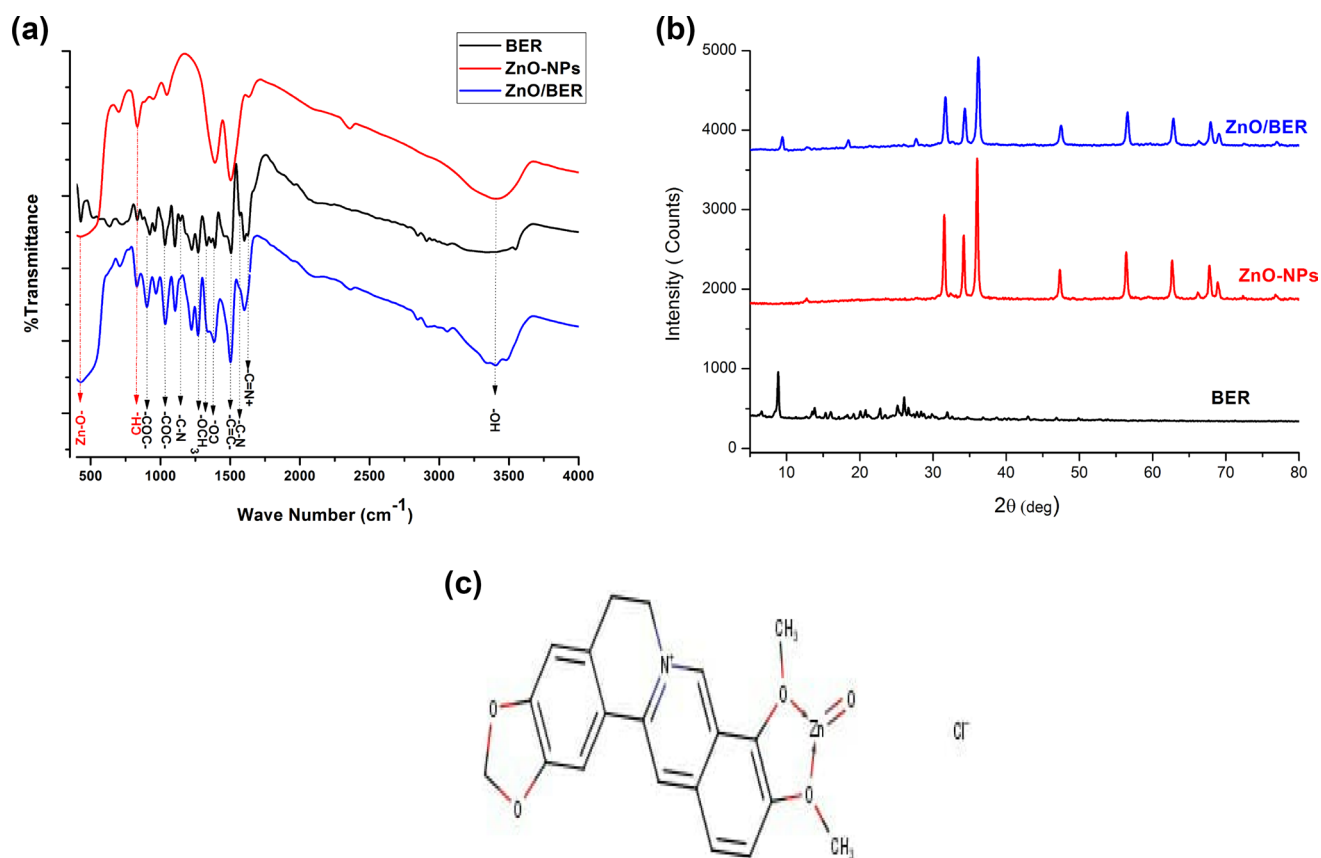 (a)
BER
ZnO-NPs
ZnO/BER
%Transmittance
Zn-O-
-CH
-COC-
-COC-
-C-N
-OCH3
-CO
-C=C-
-C-N
-C=N+
-OH
500 1000 1500 2000 2500 3000 3500 4000
Wave Number (cm-1)
(b)
5000
4000
3000
2000
1000
0
Intensity ( Counts)
ZnO/BER
ZnO-NPs
BER
10 20 30 40 50 60 70 80
2θ (deg)
(c)
CH3
N+
O
O
Zn
O
Cl-
O
O
CH3